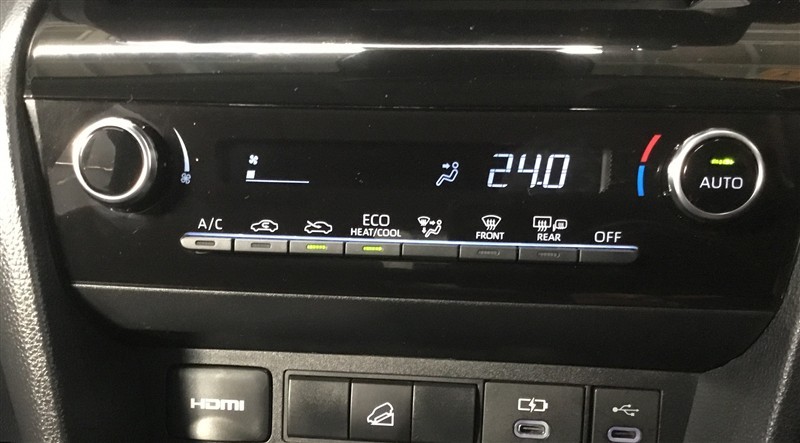 24.0
AUTO
A/C
ECO
HEAT/COOL
FRONT
REAR
OFF
HDMI